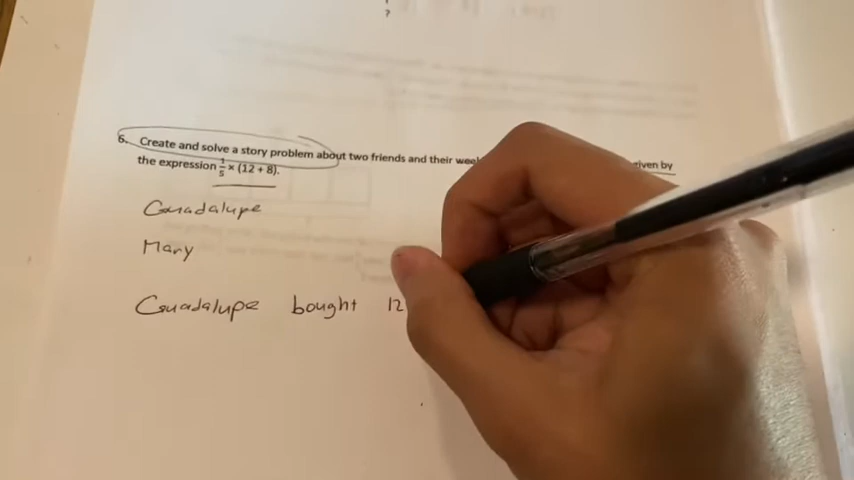 ?
6. Create and solve a story problem about two friends and their wee given by
the expression 1/5 × (12 + 8).
Guadalupe
Mary
Guadalupe bought 12